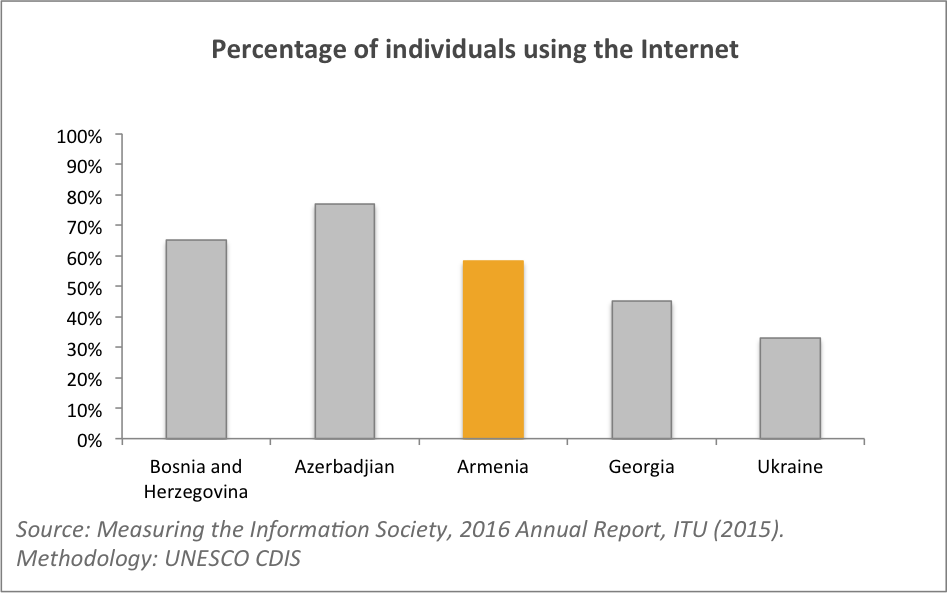 Percentage of individuals using the Internet
100%
90%
80%
70%
60%
50%
40%
30%
20%
10%
0%
Bosnia and
Herzegovina
Azerbadjian
Armenia
Georgia
Ukraine
Source: Measuring the Information Society, 2016 Annual Report, ITU (2015).
Methodology: UNESCO CDIS